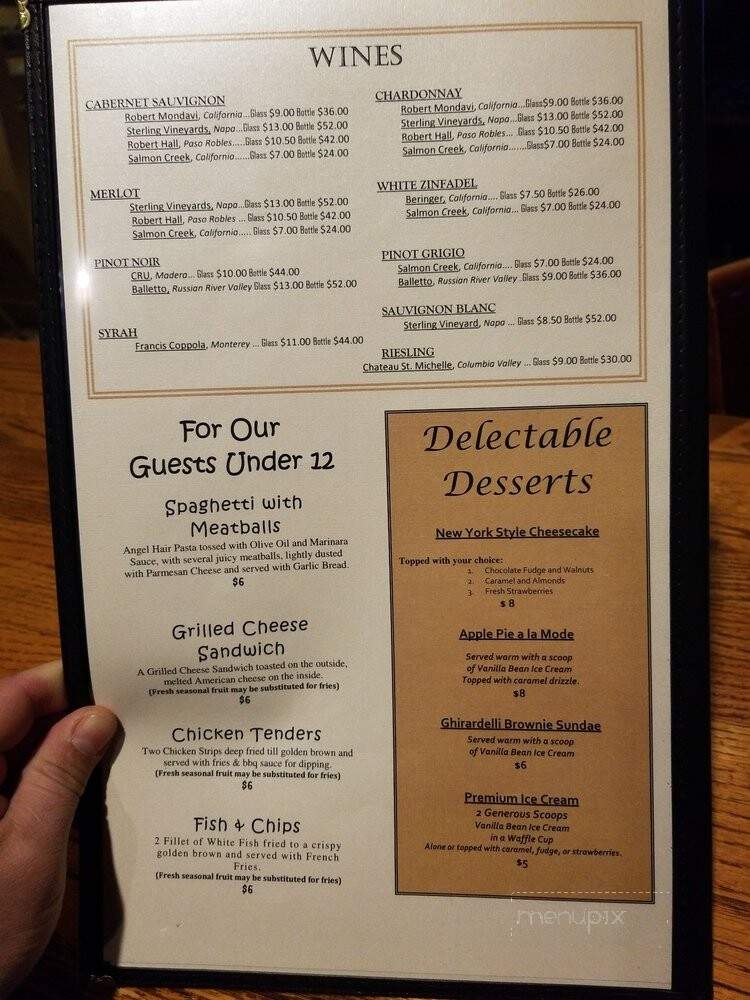 WINES
CABERNET SAUVIGNON
Robert Mondavi, California...Glass $9.00 Bottle $36.00
Sterling Vineyards, Napa...Glass $13.00 Bottle $52.00
Robert Hall, Paso Robles.....Glass $10.50 Bottle $42.00
Salmon Creek, California......Glass $7.00 Bottle $24.00
MERLOT
Sterling Vineyards, Napa...Glass $13.00 Bottle $52.00
Robert Hall, Paso Robles ... Glass $10.50 Bottle $42.00
Salmon Creek, California..... Glass $7.00 Bottle $24.00
PINOT NOIR
CRU, Madera... Glass $10.00 Bottle $44.00
Balletto, Russian River Valley Glass $13.00 Bottle $52.00
SYRAH
Francis Coppola, Monterey ... Glass $11.00 Bottle $44.00
CHARDONNAY
Robert Mondavi, California...Glass$9.00 Bottle $36.00
Sterling Vineyards, Napa...Glass $13.00 Bottle $52.00
Robert Hall, Paso Robles... Glass $10.50 Bottle $42.00
Salmon Creek, California.......Glass$7.00 Bottle $24.00
WHITE ZINFADEL
Beringer, California.... Glass $7.50 Bottle $26.00
Salmon Creek, California... Glass $7.00 Bottle $24.00
PINOT GRIGIO
Salmon Creek, California.... Glass $7.00 Bottle $24.00
Balletto, Russian River Valley..Glass $9.00 Bottle $36.00
SAUVIGNON BLANC
Sterling Vineyard, Napa ... Glass $8.50 Bottle $52.00
RIESLING
Chateau St. Michelle, Columbia Valley ... Glass $9.00 Bottle $30.00
For Our
Guests Under 12
Spaghetti with
Meatballs
Angel Hair Pasta tossed with Olive Oil and Marinara
Sauce, with several juicy meatballs, lightly dusted
with Parmesan Cheese and served with Garlic Bread.
$6
Grilled Cheese
Sandwich
A Grilled Cheese Sandwich toasted on the outside,
melted American cheese on the inside.
(Fresh seasonal fruit may be substituted for fries)
$6
Chicken Tenders
Two Chicken Strips deep fried till golden brown and
served with fries & bbq sauce for dipping.
(Fresh seasonal fruit may be substituted for fries)
$6
Fish & Chips
2 Fillet of White Fish fried to a crispy
golden brown and served with French
Fries.
(Fresh seasonal fruit may be substituted for fries)
$6
Delectable
Desserts
New York Style Cheesecake
Topped with your choice:
1. Chocolate Fudge and Walnuts
2. Caramel and Almonds
3. Fresh Strawberries
$ 8
Apple Pie a la Mode
Served warm with a scoop
of Vanilla Bean Ice Cream
Topped with caramel drizzle.
$8
Ghirardelli Brownie Sundae
Served warm with a scoop
of Vanilla Bean Ice Cream
$6
Premium Ice Cream
2 Generous Scoops
Vanilla Bean Ice Cream
in a Waffle Cup
Alone or topped with caramel, fudge, or strawberries.
$5
menupix